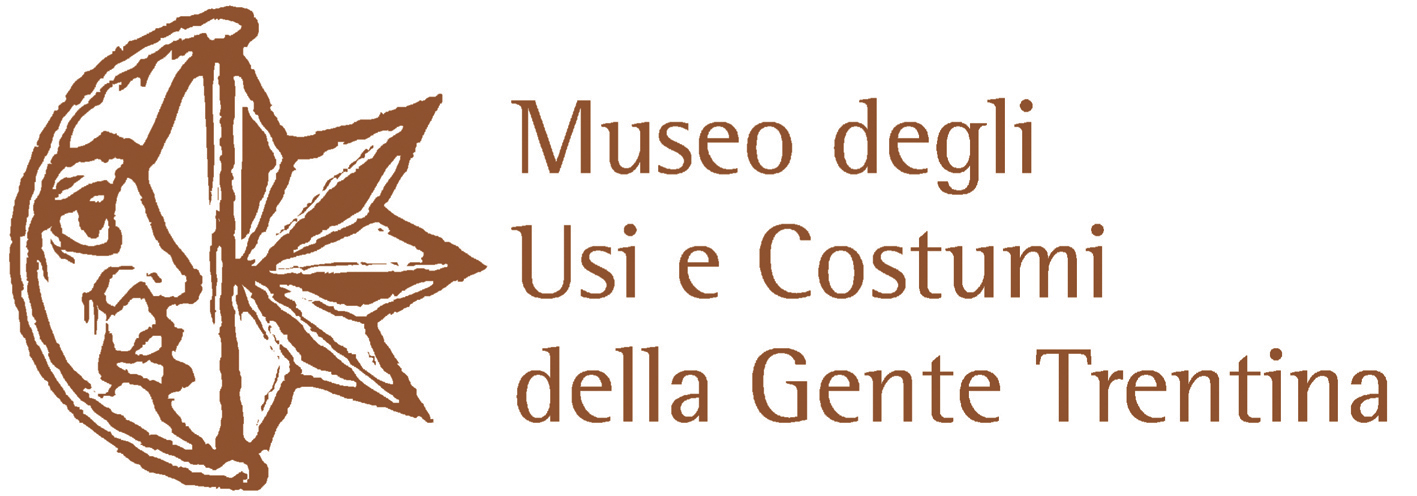 Museo degli
Usi e Costumi
della Gente Trentina